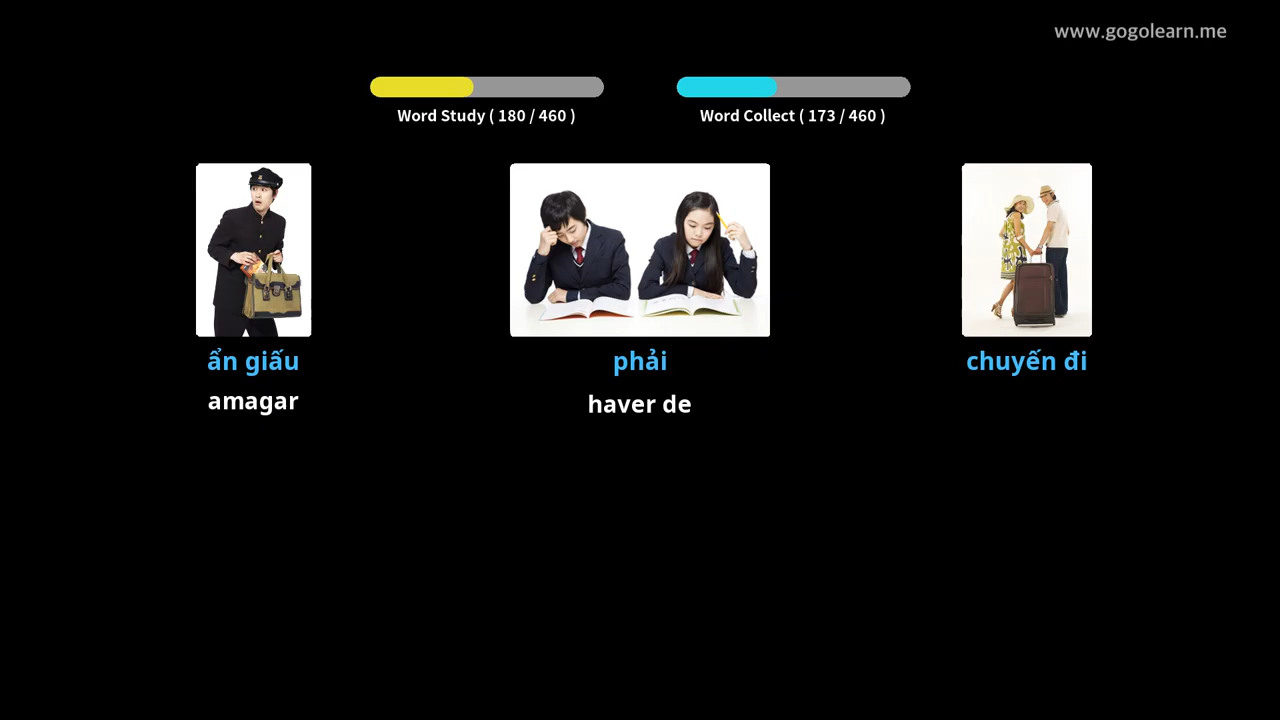 www.gogolearn.me
Word Study ( 180 / 460 )
Word Collect ( 173 / 460 )
ẩn giấu
phải
chuyến đi
amagar
haver de